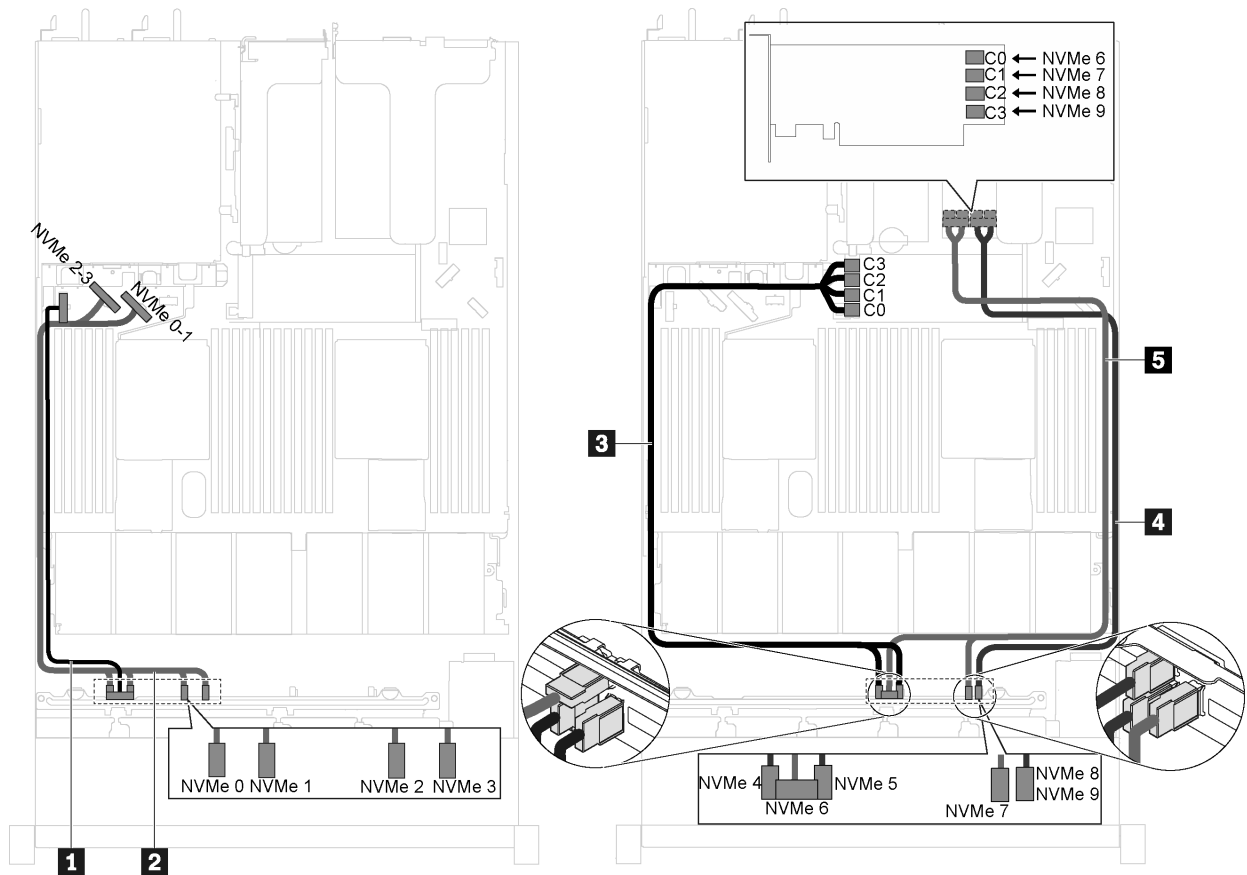 C0 NVMe 6
C1 NVMe 7
C2 NVMe 8
C3 NVMe 9
NVMe 2-3
NVMe 0-1
C3
C2
C1
C0
5
3
4
NVMe 0 NVMe 1 NVMe 2 NVMe 3
NVMe 4 NVMe 5
NVMe 6
NVMe 7
NVMe 8
NVMe 9
1
2